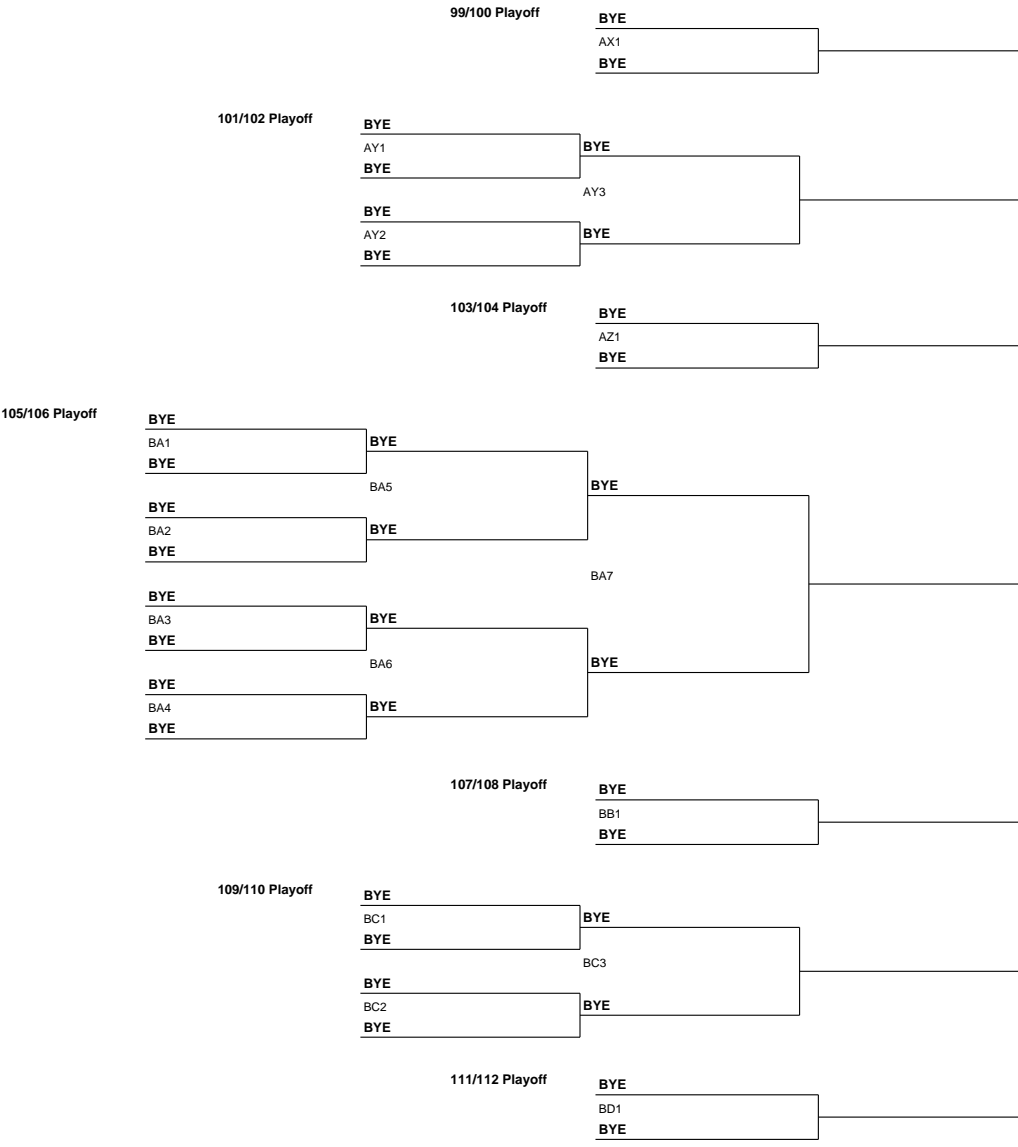 99/100 Playoff
BYE
AX1
BYE
101/102 Playoff
BYE
AY1
BYE
BYE
AY3
BYE
AY2
BYE
BYE
103/104 Playoff
BYE
AZ1
BYE
105/106 Playoff
BYE
BA1
BYE
BYE
BA5
BYE
BYE
BA2
BYE
BYE
BA7
BYE
BA3
BYE
BYE
BA6
BYE
BYE
BA4
BYE
BYE
107/108 Playoff
BYE
BB1
BYE
109/110 Playoff
BYE
BC1
BYE
BYE
BC3
BYE
BC2
BYE
BYE
111/112 Playoff
BYE
BD1
BYE